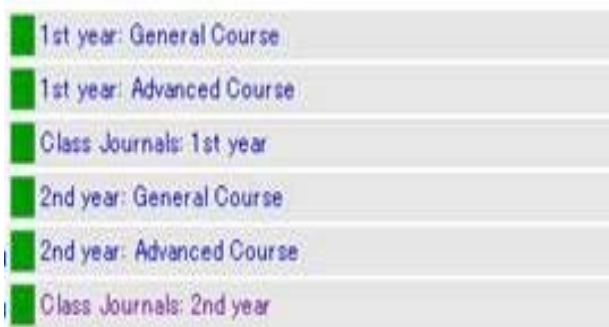 1st year: General Course
1st year: Advanced Course
Class Journals: 1st year
2nd year: General Course
2nd year: Advanced Course
Class Journals: 2nd year